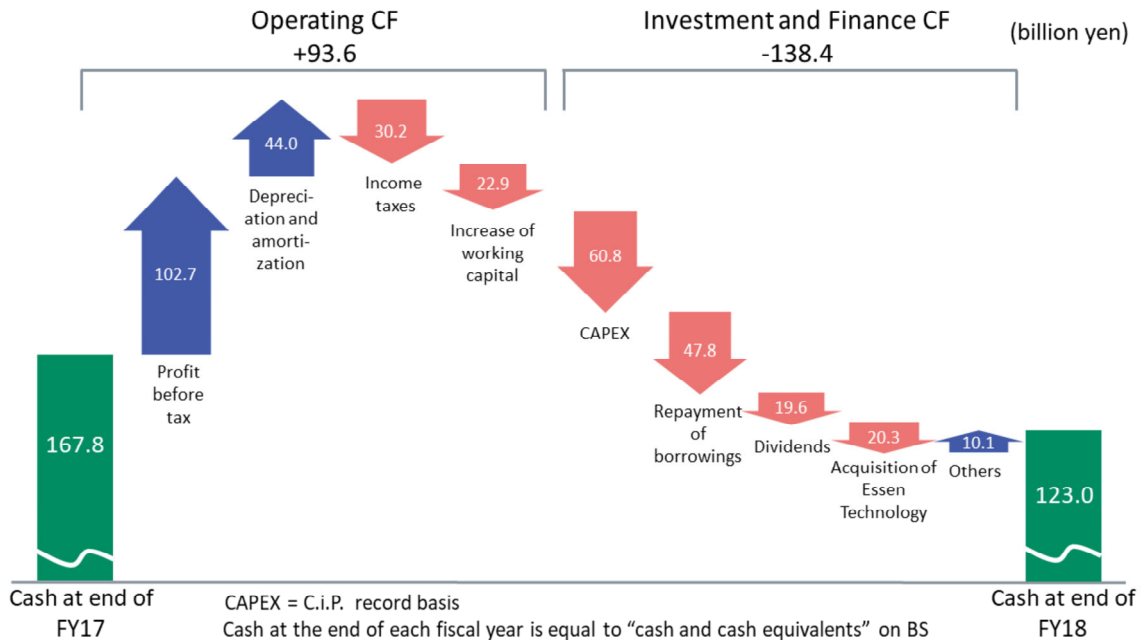 Operating CF
+93.6
Investment and Finance CF
-138.4
(billion yen)
167.8
Cash at end of
FY17
102.7
Profit
before
tax
44.0
Depreci-
ation and
amorti-
zation
30.2
Income
taxes
22.9
Increase of
working
capital
60.8
CAPEX
47.8
Repayment
of
borrowings
19.6
Dividends
20.3
Acquisition of
Essen
Technology
10.1
Others
123.0
Cash at end of
FY18
CAPEX = C.i.P. record basis
Cash at the end of each fiscal year is equal to “cash and cash equivalents” on BS